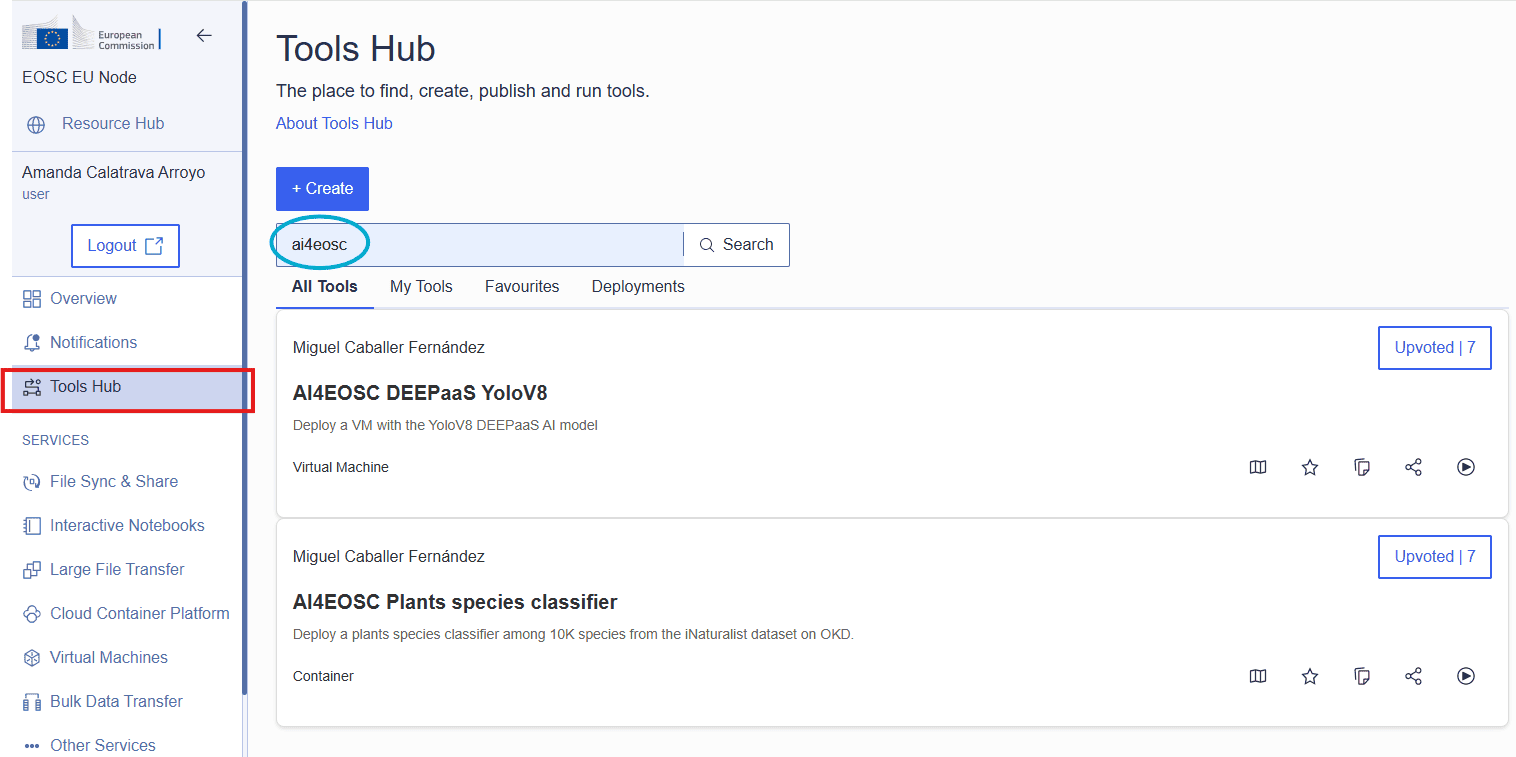 European
Commission
EOSC EU Node
Resource Hub
Amanda Calatrava Arroyo
user
Logout
Overview
Notifications
Tools Hub
SERVICES
File Sync & Share
Interactive Notebooks
Large File Transfer
Cloud Container Platform
Virtual Machines
Bulk Data Transfer
Other Services
Tools Hub
The place to find, create, publish and run tools.
About Tools Hub
+ Create
ai4eosc
Search
All Tools My Tools Favourites Deployments
Miguel Caballer Fernández
Upvoted | 7
AI4EOSC DEEPaaS YoloV8
Deploy a VM with the YoloV8 DEEPaaS AI model
Virtual Machine
Miguel Caballer Fernández
Upvoted | 7
AI4EOSC Plants species classifier
Deploy a plants species classifier among 10K species from the iNaturalist dataset on OKD.
Container